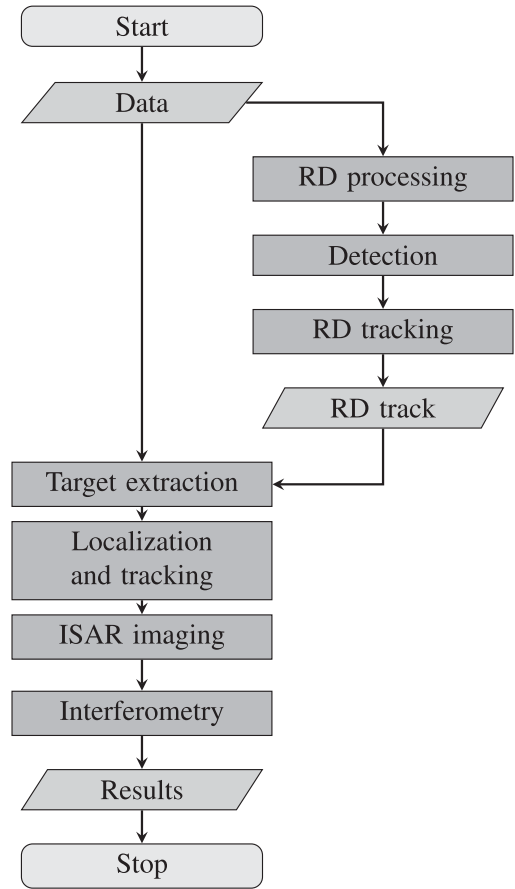 Start
Data
RD processing
Detection
RD tracking
RD track
Target extraction
Localization
and tracking
ISAR imaging
Interferometry
Results
Stop